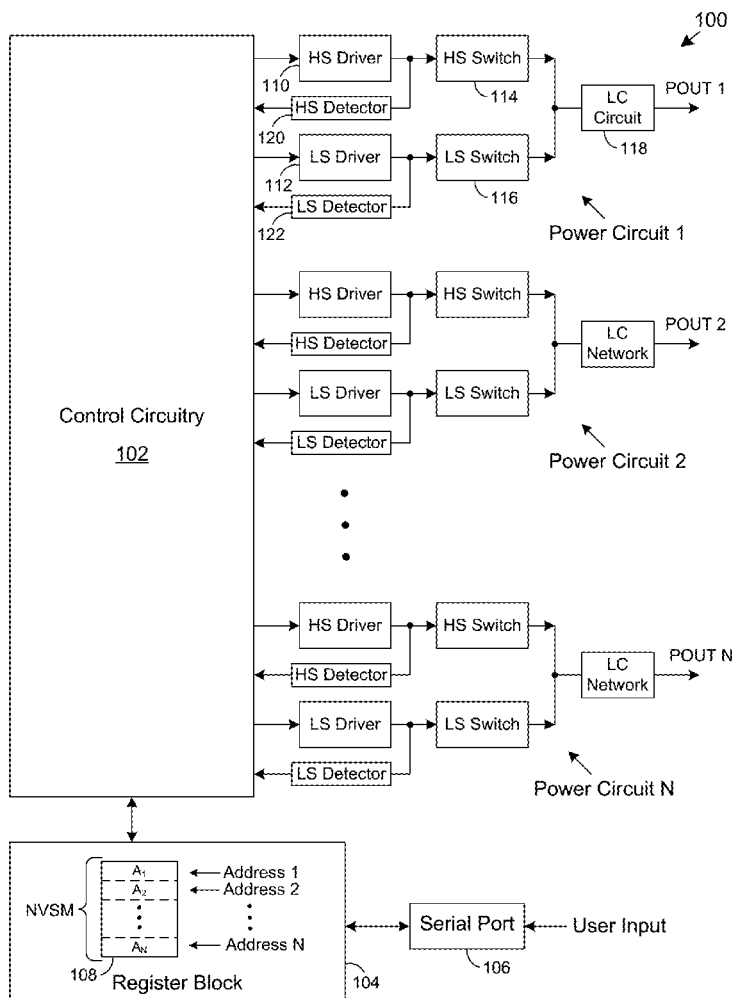 100
HS Driver
HS Switch
POUT 1
110
114
LC
Circuit
HS Detector
120
118
LS Driver
LS Switch
112
116
LS Detector
122
Power Circuit 1
HS Driver
HS Switch
POUT 2
LC
Network
HS Detector
LS Driver
LS Switch
Control Circuitry
102
LS Detector
Power Circuit 2
HS Driver
HS Switch
POUT N
LC
Network
HS Detector
LS Driver
LS Switch
LS Detector
Power Circuit N
NVSM
A1
Address 1
A2
Address 2
AN
Address N
Serial Port
User Input
108
Register Block
104
106